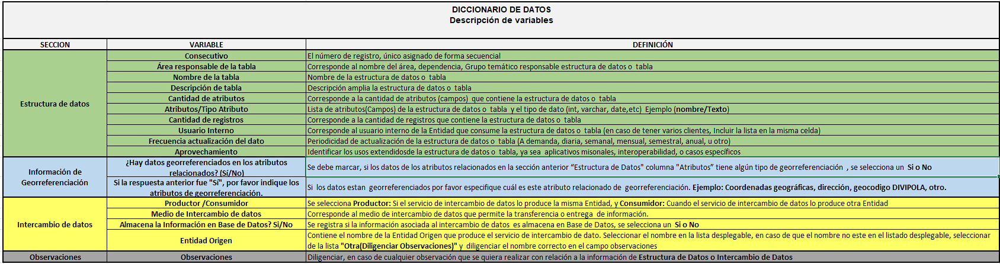 DICCIONARIO DE DATOS
Descripción de variables
SECCION VARIABLE DEFINICIÓN
Estructura de datos
Consecutivo El número de registro, único asignado de forma secuencial
Área responsable de la tabla Corresponde al nombre del área, dependencia, Grupo temático responsable estructura de datos o tabla
Nombre de la tabla Nombre de la estructura de datos o tabla
Descripción de tabla Descripción amplia la estructura de datos o tabla
Cantidad de atributos Corresponde a la cantidad de atributos (campos) que contiene la estructura de datos o tabla
Atributos/Tipo Atributo Lista de atributos(Campos) de la estructura de datos o tabla y el tipo de dato (int, varchar, date,etc) Ejemplo (nombre/Texto)
Cantidad de registros Corresponde a la cantidad de registros que contiene la estructura de datos o tabla
Usuario Interno Corresponde al usuario interno de la Entidad que consume la estructura de datos o tabla (en caso de tener varios clientes, Incluir la lista en la misma celda)
Frecuencia actualización del dato Periodicidad de actualización de la estructura de datos o tabla (A demanda, diaria, semanal, mensual, semestral, anual, u otro)
Aprovechamiento Identificar los usos extendidosde la estructura de datos o tabla, ya sea aplicativos misonales, interoperabilidad, o casos específicos
Información de
Georreferenciación
¿Hay datos georreferenciados en los atributos
relacionados? (Sí/No)
Se debe marcar, si los datos de los atributos relacionados en la sección anterior “Estructura de Datos" columna "Atributos” tiene algún tipo de georreferenciación , se selecciona un Si o No
Si la respuesta anterior fue "Sí", por favor indique los
atributos de georreferenciación.
Si los datos estan georreferenciados por favor especifique cuál es este atributo relacionado de georreferenciación. Ejemplo: Coordenadas geográficas, dirección, geocodigo DIVIPOLA, otro.
Intercambio de datos
Productor /Consumidor Se selecciona Productor: Si el servicio de intercambio de datos lo produce la misma Entidad, y Consumidor: Cuando el servicio de intercambio de datos lo produce otra Entidad
Medio de Intercambio de datos Corresponde al medio de intercambio de datos que permite la transferencia o entrega de información.
Almacena la Información en Base de Datos? Si/No Se registra si la información asociada al intercambio de datos es almacena en Base de Datos, se selecciona un Si o No
Entidad Origen
Contiene el nombre de la Entidad Origen que produce el servicio de intercambio de dato. Seleccionar el nombre en la lista desplegable, en caso de que el nombre no este en el listado desplegable, seleccionar
de la lista "Otra(Diligenciar Observaciones)" y diligenciar el nombre correcto en el campo observaciones
Observaciones Observaciones Diligenciar, en caso de cualquier observación que se quiera realizar con relación a la información de Estructura de Datos o Intercambio de Datos